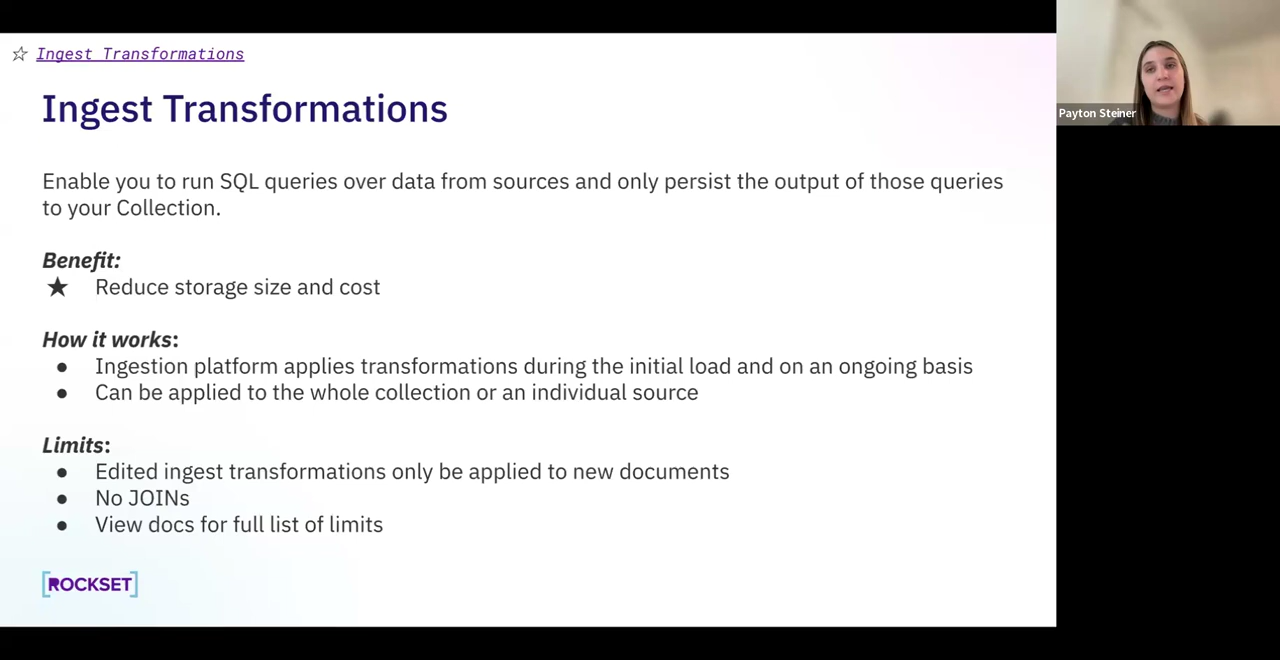 ☆ Ingest Transformations
Ingest Transformations
Enable you to run SQL queries over data from sources and only persist the output of those queries
to your Collection.
Benefit:
★ Reduce storage size and cost
How it works:
● Ingestion platform applies transformations during the initial load and on an ongoing basis
● Can be applied to the whole collection or an individual source
Limits:
● Edited ingest transformations only be applied to new documents
● No JOINs
● View docs for full list of limits
[ROCKSET]
Payton Steiner